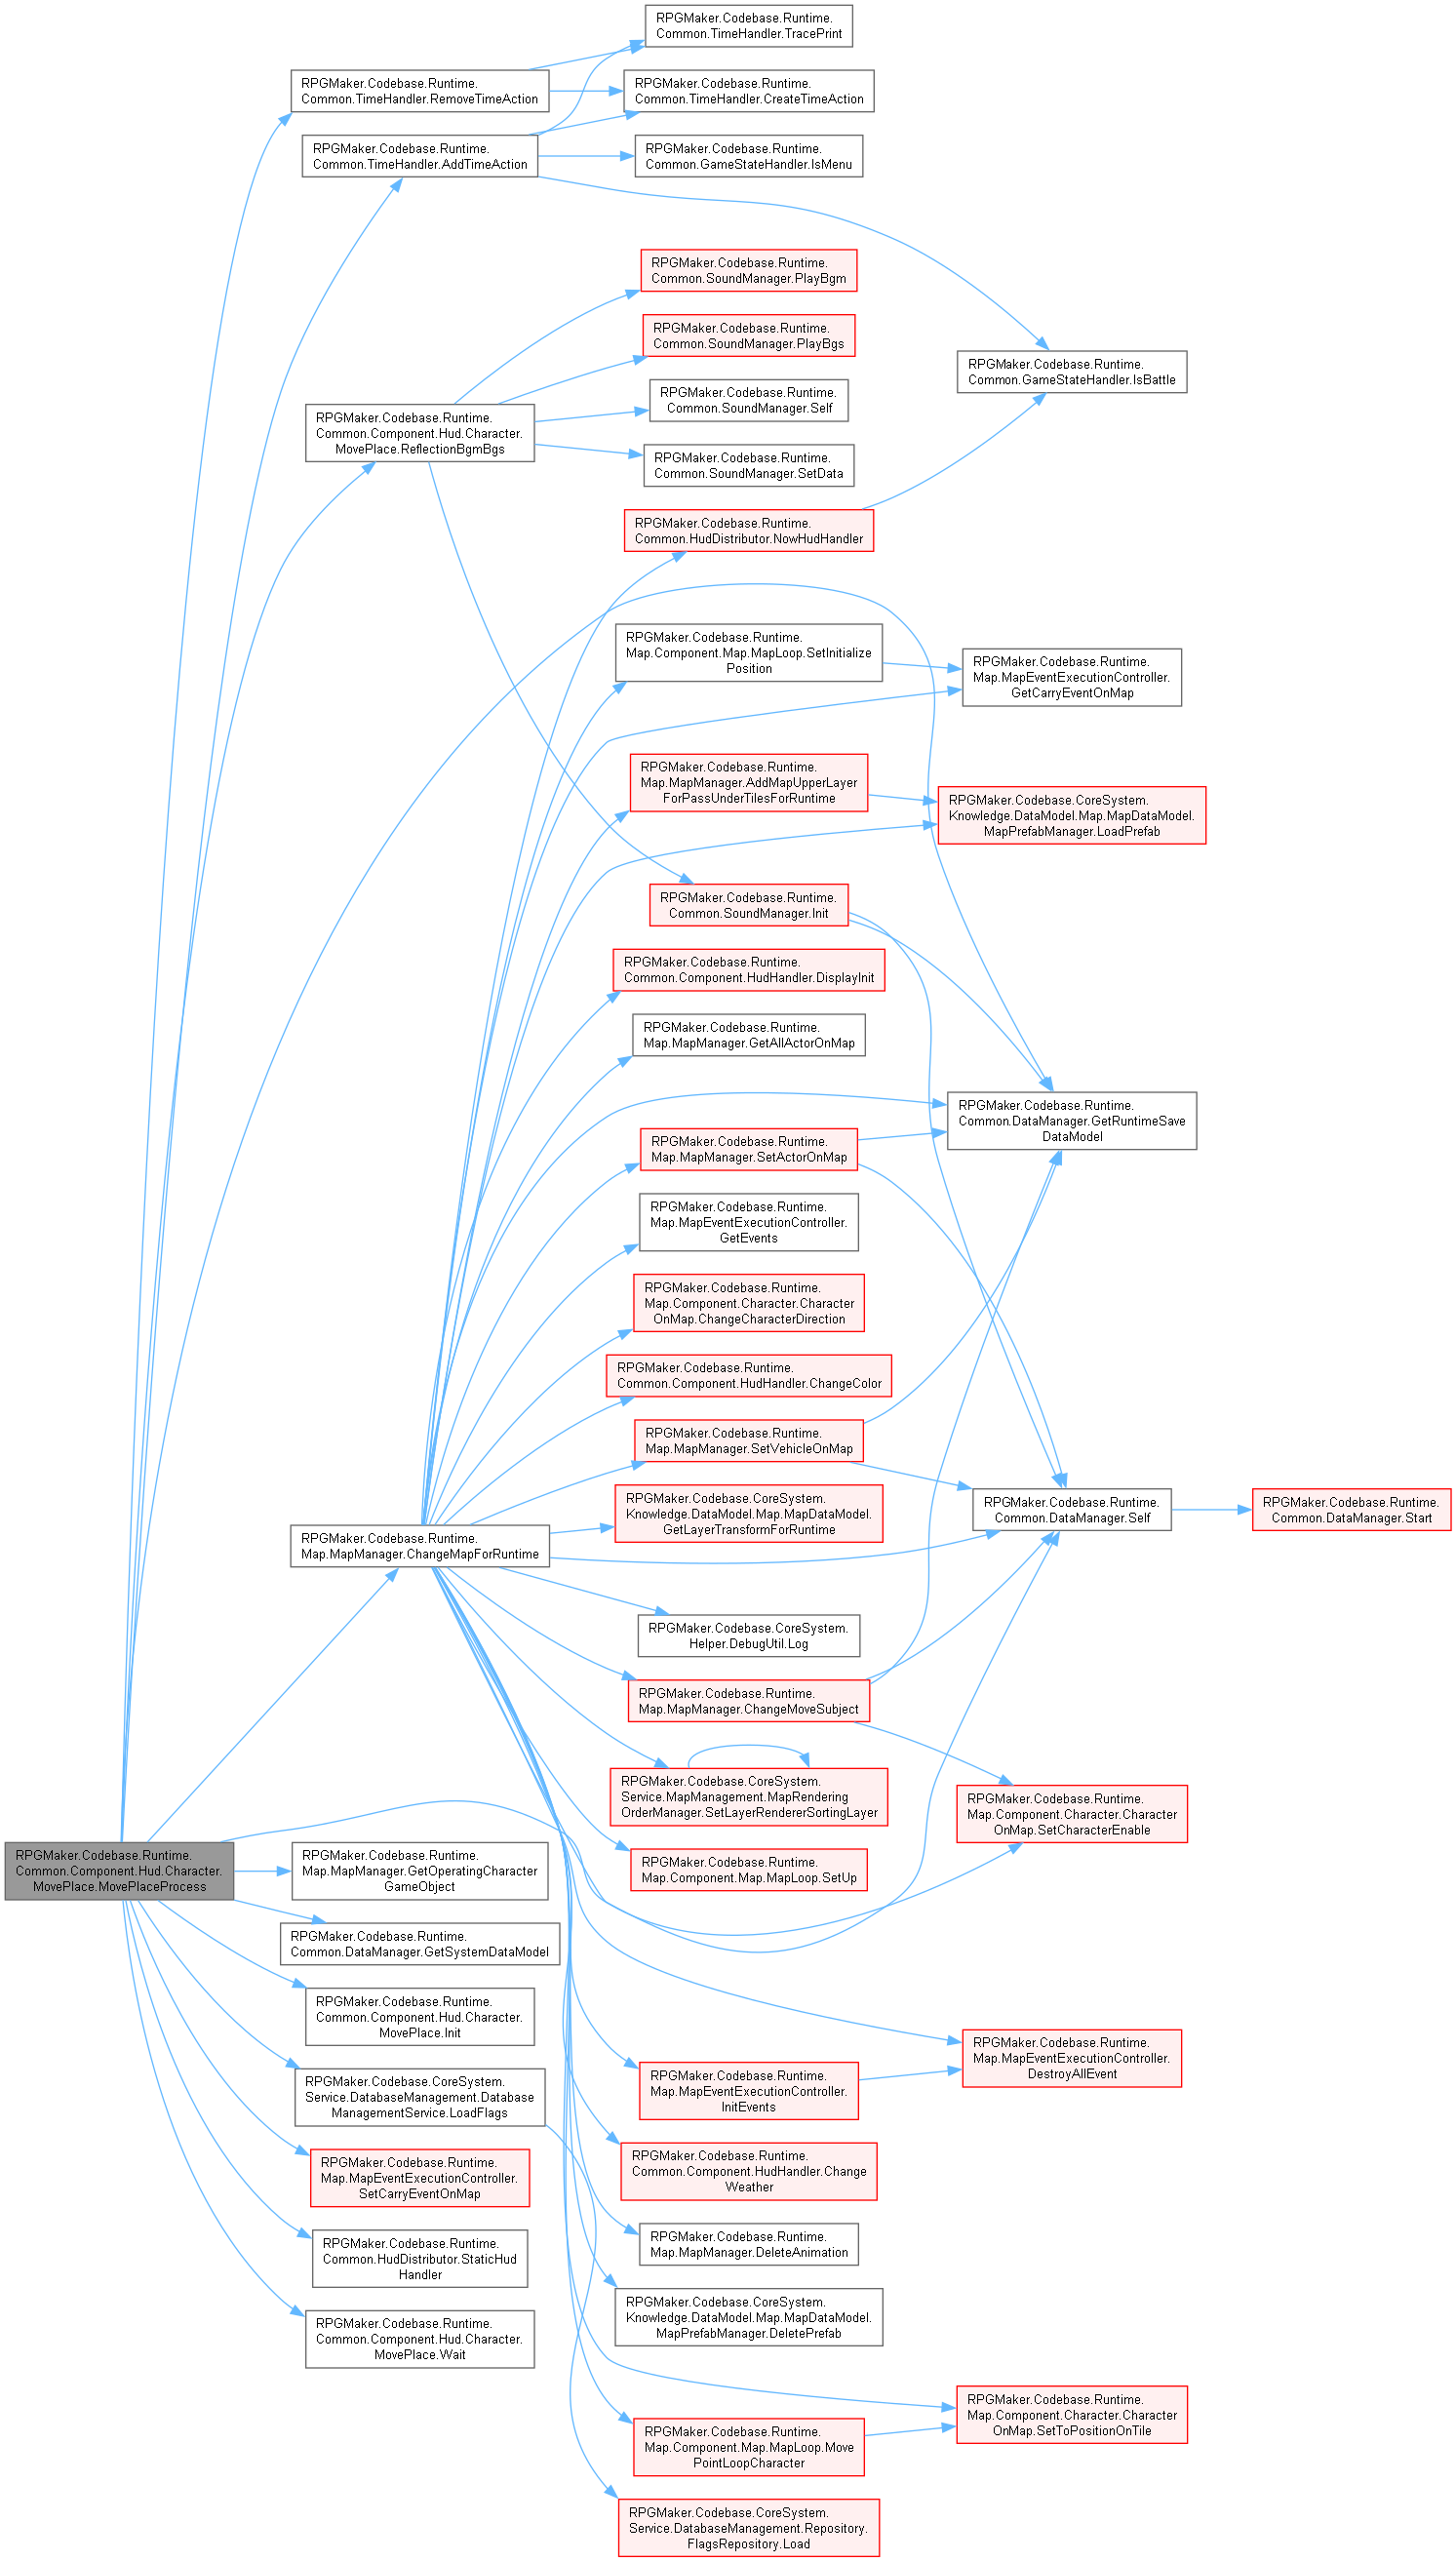 RPGMaker.Codebase.Runtime.
Common.TimeHandler.TracePrint
RPGMaker.Codebase.Runtime.
Common.TimeHandler.RemoveTimeAction
RPGMaker.Codebase.Runtime.
Common.TimeHandler.CreateTimeAction
RPGMaker.Codebase.Runtime.
Common.TimeHandler.AddTimeAction
RPGMaker.Codebase.Runtime.
Common.GameStateHandler.IsMenu
RPGMaker.Codebase.Runtime.
Common.SoundManager.PlayBgm
RPGMaker.Codebase.Runtime.
Common.SoundManager.PlayBgs
RPGMaker.Codebase.Runtime.
Common.GameStateHandler.IsBattle
RPGMaker.Codebase.Runtime.
Common.SoundManager.Self
RPGMaker.Codebase.Runtime.
Common.Component.Hud.Character.
MovePlace.ReflectionBgmBgs
RPGMaker.Codebase.Runtime.
Common.SoundManager.SetData
RPGMaker.Codebase.Runtime.
Common.HudDistributor.NowHudHandler
RPGMaker.Codebase.Runtime.
Map.Component.Map.MapLoop.SetInitialize
Position
RPGMaker.Codebase.Runtime.
Map.MapEventExecutionController.
GetCarryEventOnMap
RPGMaker.Codebase.Runtime.
Map.MapManager.AddMapUpperLayer
ForPassUnderTilesForRuntime
RPGMaker.Codebase.CoreSystem.
Knowledge.DataModel.Map.MapDataModel.
MapPrefabManager.LoadPrefab
RPGMaker.Codebase.Runtime.
Common.SoundManager.Init
RPGMaker.Codebase.Runtime.
Common.Component.HudHandler.DisplayInit
RPGMaker.Codebase.Runtime.
Map.MapManager.GetAllActorOnMap
RPGMaker.Codebase.Runtime.
Common.DataManager.GetRuntimeSave
DataModel
RPGMaker.Codebase.Runtime.
Map.MapManager.SetActorOnMap
RPGMaker.Codebase.Runtime.
Map.MapEventExecutionController.
GetEvents
RPGMaker.Codebase.Runtime.
Map.Component.Character.Character
OnMap.ChangeCharacterDirection
RPGMaker.Codebase.Runtime.
Common.Component.HudHandler.ChangeColor
RPGMaker.Codebase.Runtime.
Map.MapManager.SetVehicleOnMap
RPGMaker.Codebase.CoreSystem.
Knowledge.DataModel.Map.MapDataModel.
GetLayerTransformForRuntime
RPGMaker.Codebase.Runtime.
Common.DataManager.Self
RPGMaker.Codebase.Runtime.
Common.DataManager.Start
RPGMaker.Codebase.Runtime.
Map.MapManager.ChangeMapForRuntime
RPGMaker.Codebase.CoreSystem.
Helper.DebugUtil.Log
RPGMaker.Codebase.Runtime.
Map.MapManager.ChangeMoveSubject
RPGMaker.Codebase.CoreSystem.
Service.MapManagement.MapRendering
OrderManager.SetLayerRendererSortingLayer
RPGMaker.Codebase.Runtime.
Map.Component.Character.Character
OnMap.SetCharacterEnable
RPGMaker.Codebase.Runtime.
Common.Component.Hud.Character.
MovePlace.MovePlaceProcess
RPGMaker.Codebase.Runtime.
Map.MapManager.GetOperatingCharacter
GameObject
RPGMaker.Codebase.Runtime.
Map.Component.Map.MapLoop.SetUp
RPGMaker.Codebase.Runtime.
Common.DataManager.GetSystemDataModel
RPGMaker.Codebase.Runtime.
Common.Component.Hud.Character.
MovePlace.Init
RPGMaker.Codebase.Runtime.
Map.MapEventExecutionController.
DestroyAllEvent
RPGMaker.Codebase.CoreSystem.
Service.DatabaseManagement.Database
ManagementService.LoadFlags
RPGMaker.Codebase.Runtime.
Map.MapEventExecutionController.
InitEvents
RPGMaker.Codebase.Runtime.
Map.MapEventExecutionController.
SetCarryEventOnMap
RPGMaker.Codebase.Runtime.
Common.Component.HudHandler.Change
Weather
RPGMaker.Codebase.Runtime.
Common.HudDistributor.StaticHud
Handler
RPGMaker.Codebase.Runtime.
Map.MapManager.DeleteAnimation
RPGMaker.Codebase.CoreSystem.
Knowledge.DataModel.Map.MapDataModel.
MapPrefabManager.DeletePrefab
RPGMaker.Codebase.Runtime.
Common.Component.Hud.Character.
MovePlace.Wait
RPGMaker.Codebase.Runtime.
Map.Component.Character.Character
OnMap.SetToPositionOnTile
RPGMaker.Codebase.Runtime.
Map.Component.Map.MapLoop.Move
PointLoopCharacter
RPGMaker.Codebase.CoreSystem.
Service.DatabaseManagement.Repository.
FlagsRepository.Load